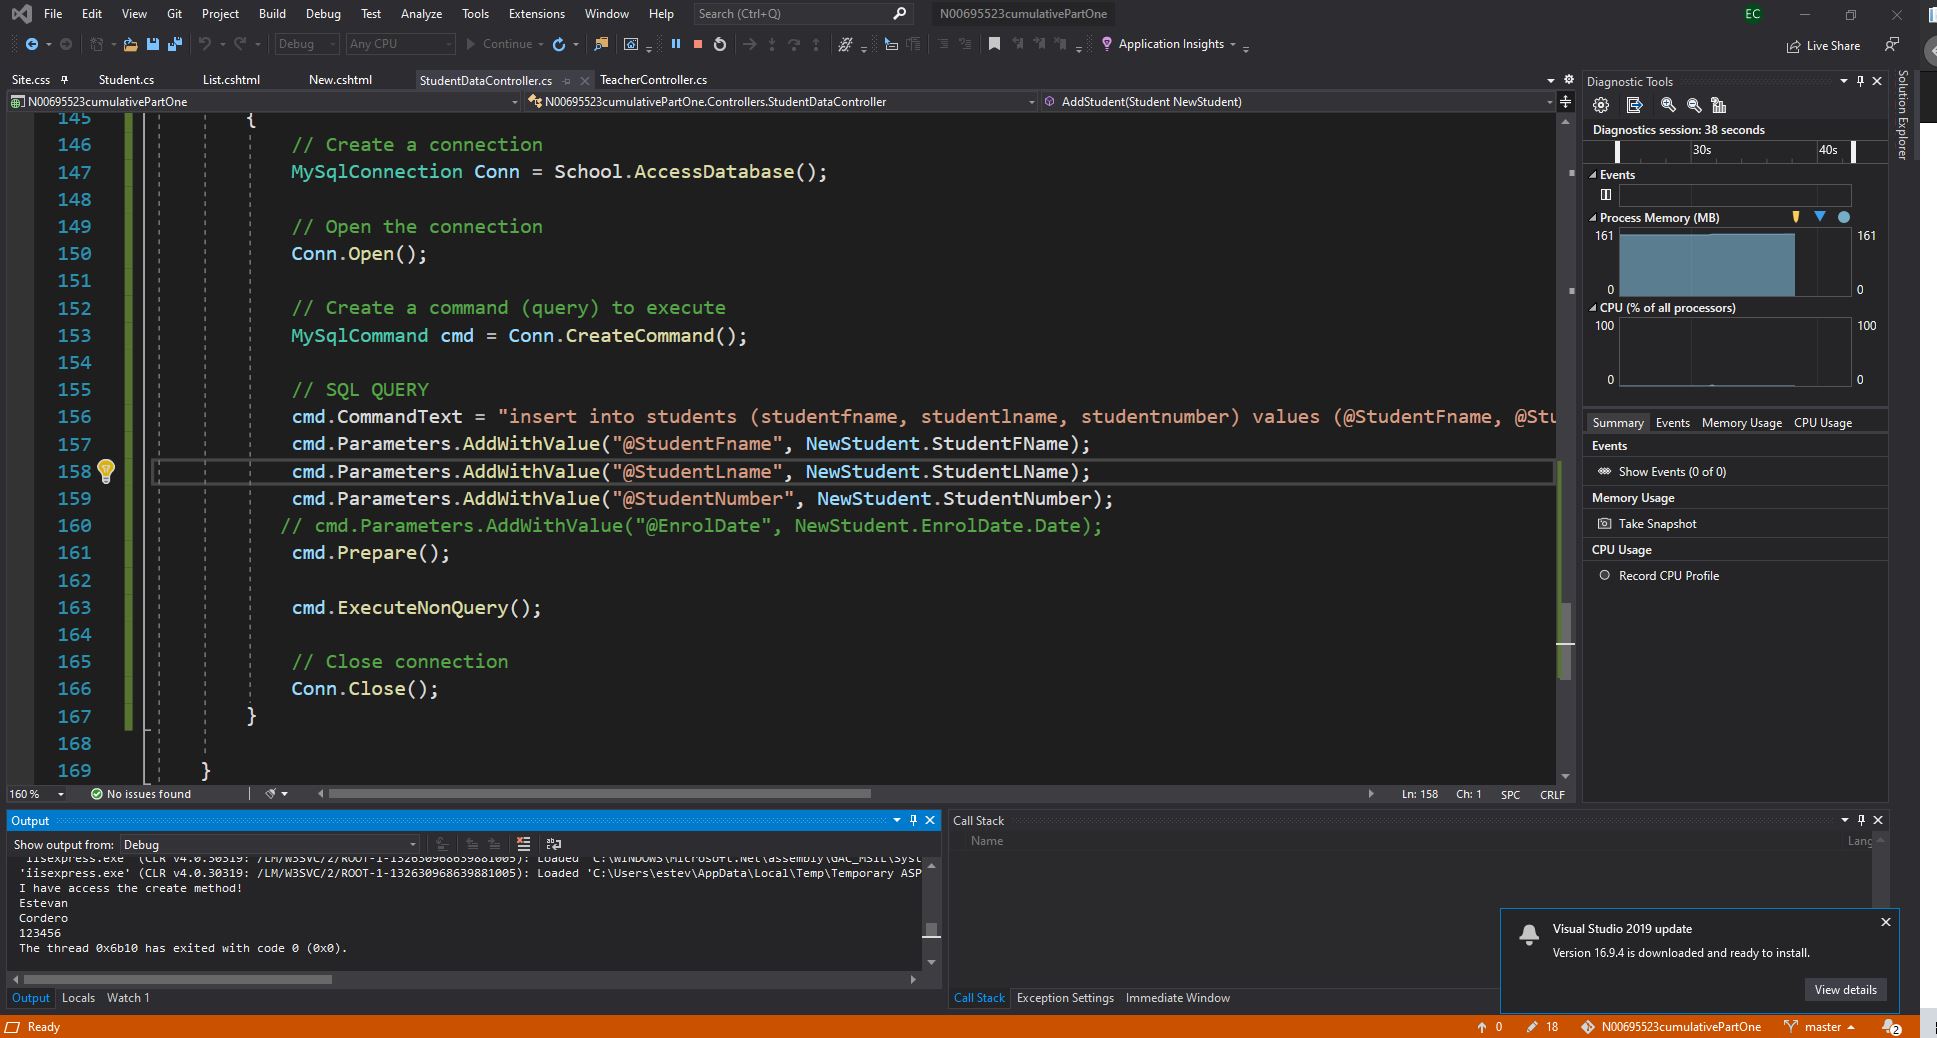 File Edit View Git Project Build Debug Test Analyze Tools Extensions Window Help Search (Ctrl+Q) N00695523cumulativePartOne EC
Debug Any CPU Continue Application Insights Live Share
Site.css Student.cs List.cshtml New.cshtml StudentDataController.cs TeacherController.cs
N00695523cumulativePartOne N00695523cumulativePartOne.Controllers.StudentDataController AddStudent(Student NewStudent)
145 {
146 // Create a connection
147 MySqlConnection Conn = School.AccessDatabase();
148
149 // Open the connection
150 Conn.Open();
151
152 // Create a command (query) to execute
153 MySqlCommand cmd = Conn.CreateCommand();
154
155 // SQL QUERY
156 cmd.CommandText = "insert into students (studentfname, studentlname, studentnumber) values (@StudentFname, @Stu
157 cmd.Parameters.AddWithValue("@StudentFname", NewStudent.StudentFName);
158 cmd.Parameters.AddWithValue("@StudentLname", NewStudent.StudentLName);
159 cmd.Parameters.AddWithValue("@StudentNumber", NewStudent.StudentNumber);
160 // cmd.Parameters.AddWithValue("@EnrolDate", NewStudent.EnrolDate.Date);
161 cmd.Prepare();
162
163 cmd.ExecuteNonQuery();
164
165 // Close connection
166 Conn.Close();
167 }
168
169 }
160 % No issues found Ln: 158 Ch: 1 SPC CRLF
Diagnostic Tools
Diagnostics session: 38 seconds
30s 40s
Events
Process Memory (MB)
161 161
0 0
CPU (% of all processors)
100 100
0 0
Summary Events Memory Usage CPU Usage
Events
Show Events (0 of 0)
Memory Usage
Take Snapshot
CPU Usage
Record CPU Profile
Solution Explorer
Output
Show output from: Debug
'iisexpress.exe' (CLR v4.0.30319: /LM/W3SVC/2/ROOT-1-132630968639881005): Loaded 'C:\WINDOWS\Microsoft.Net\assembly\GAC_MSIL\Syst
'iisexpress.exe' (CLR v4.0.30319: /LM/W3SVC/2/ROOT-1-132630968639881005): Loaded 'C:\Users\estev\AppData\Local\Temp\Temporary ASP
I have access the create method!
Estevan
Cordero
123456
The thread 0x6b10 has exited with code 0 (0x0).
Output Locals Watch 1
Call Stack
Name Lang
Call Stack Exception Settings Immediate Window
Visual Studio 2019 update
Version 16.9.4 is downloaded and ready to install.
View details
Ready 0 18 N00695523cumulativePartOne master 2